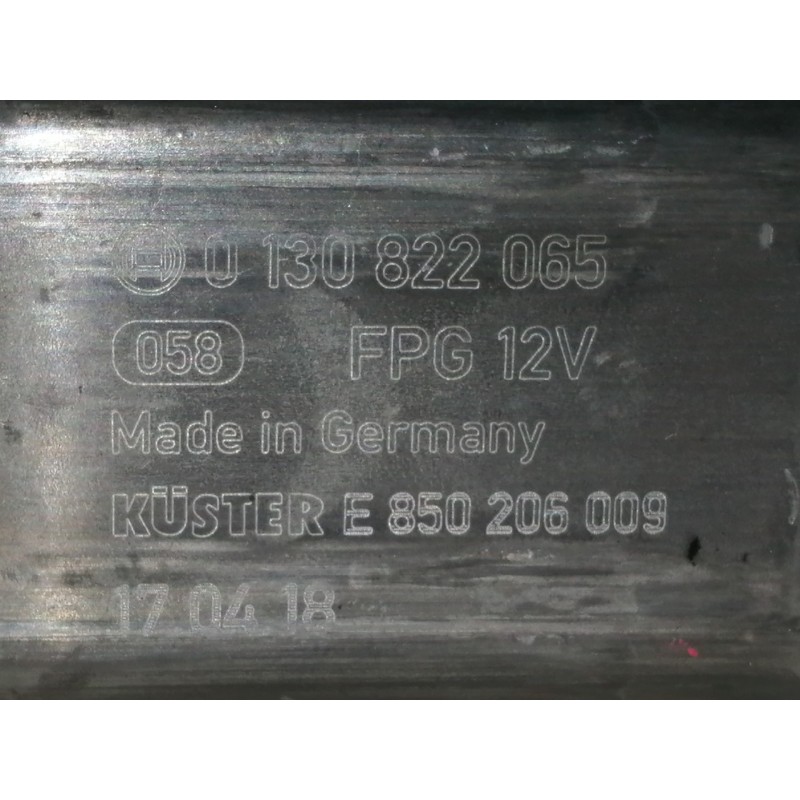 0 130 822 065
058 FPG 12V
Made in Germany
KÜSTER E 850 206 009
17 04 18